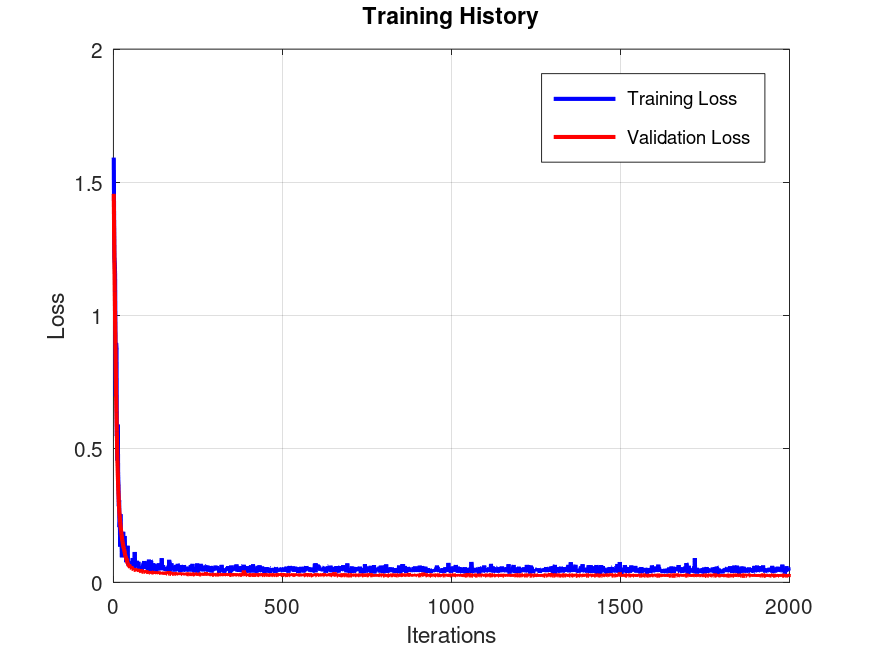 Training History
2
1.5
1
0.5
0
Loss
Training Loss
Validation Loss
0 500 1000 1500 2000
Iterations